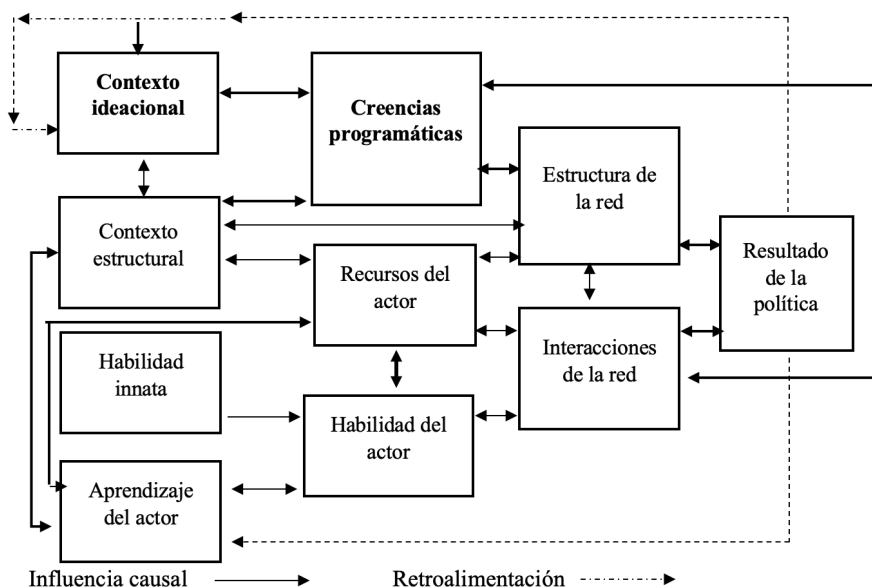 Contexto
ideacional
Creencias
programáticas
Estructura de
la red
Contexto
estructural
Recursos del
actor
Resultado
de la
política
Habilidad
innata
Interacciones
de la red
Habilidad del
actor
Aprendizaje
del actor
Influencia causal
Retroalimentación